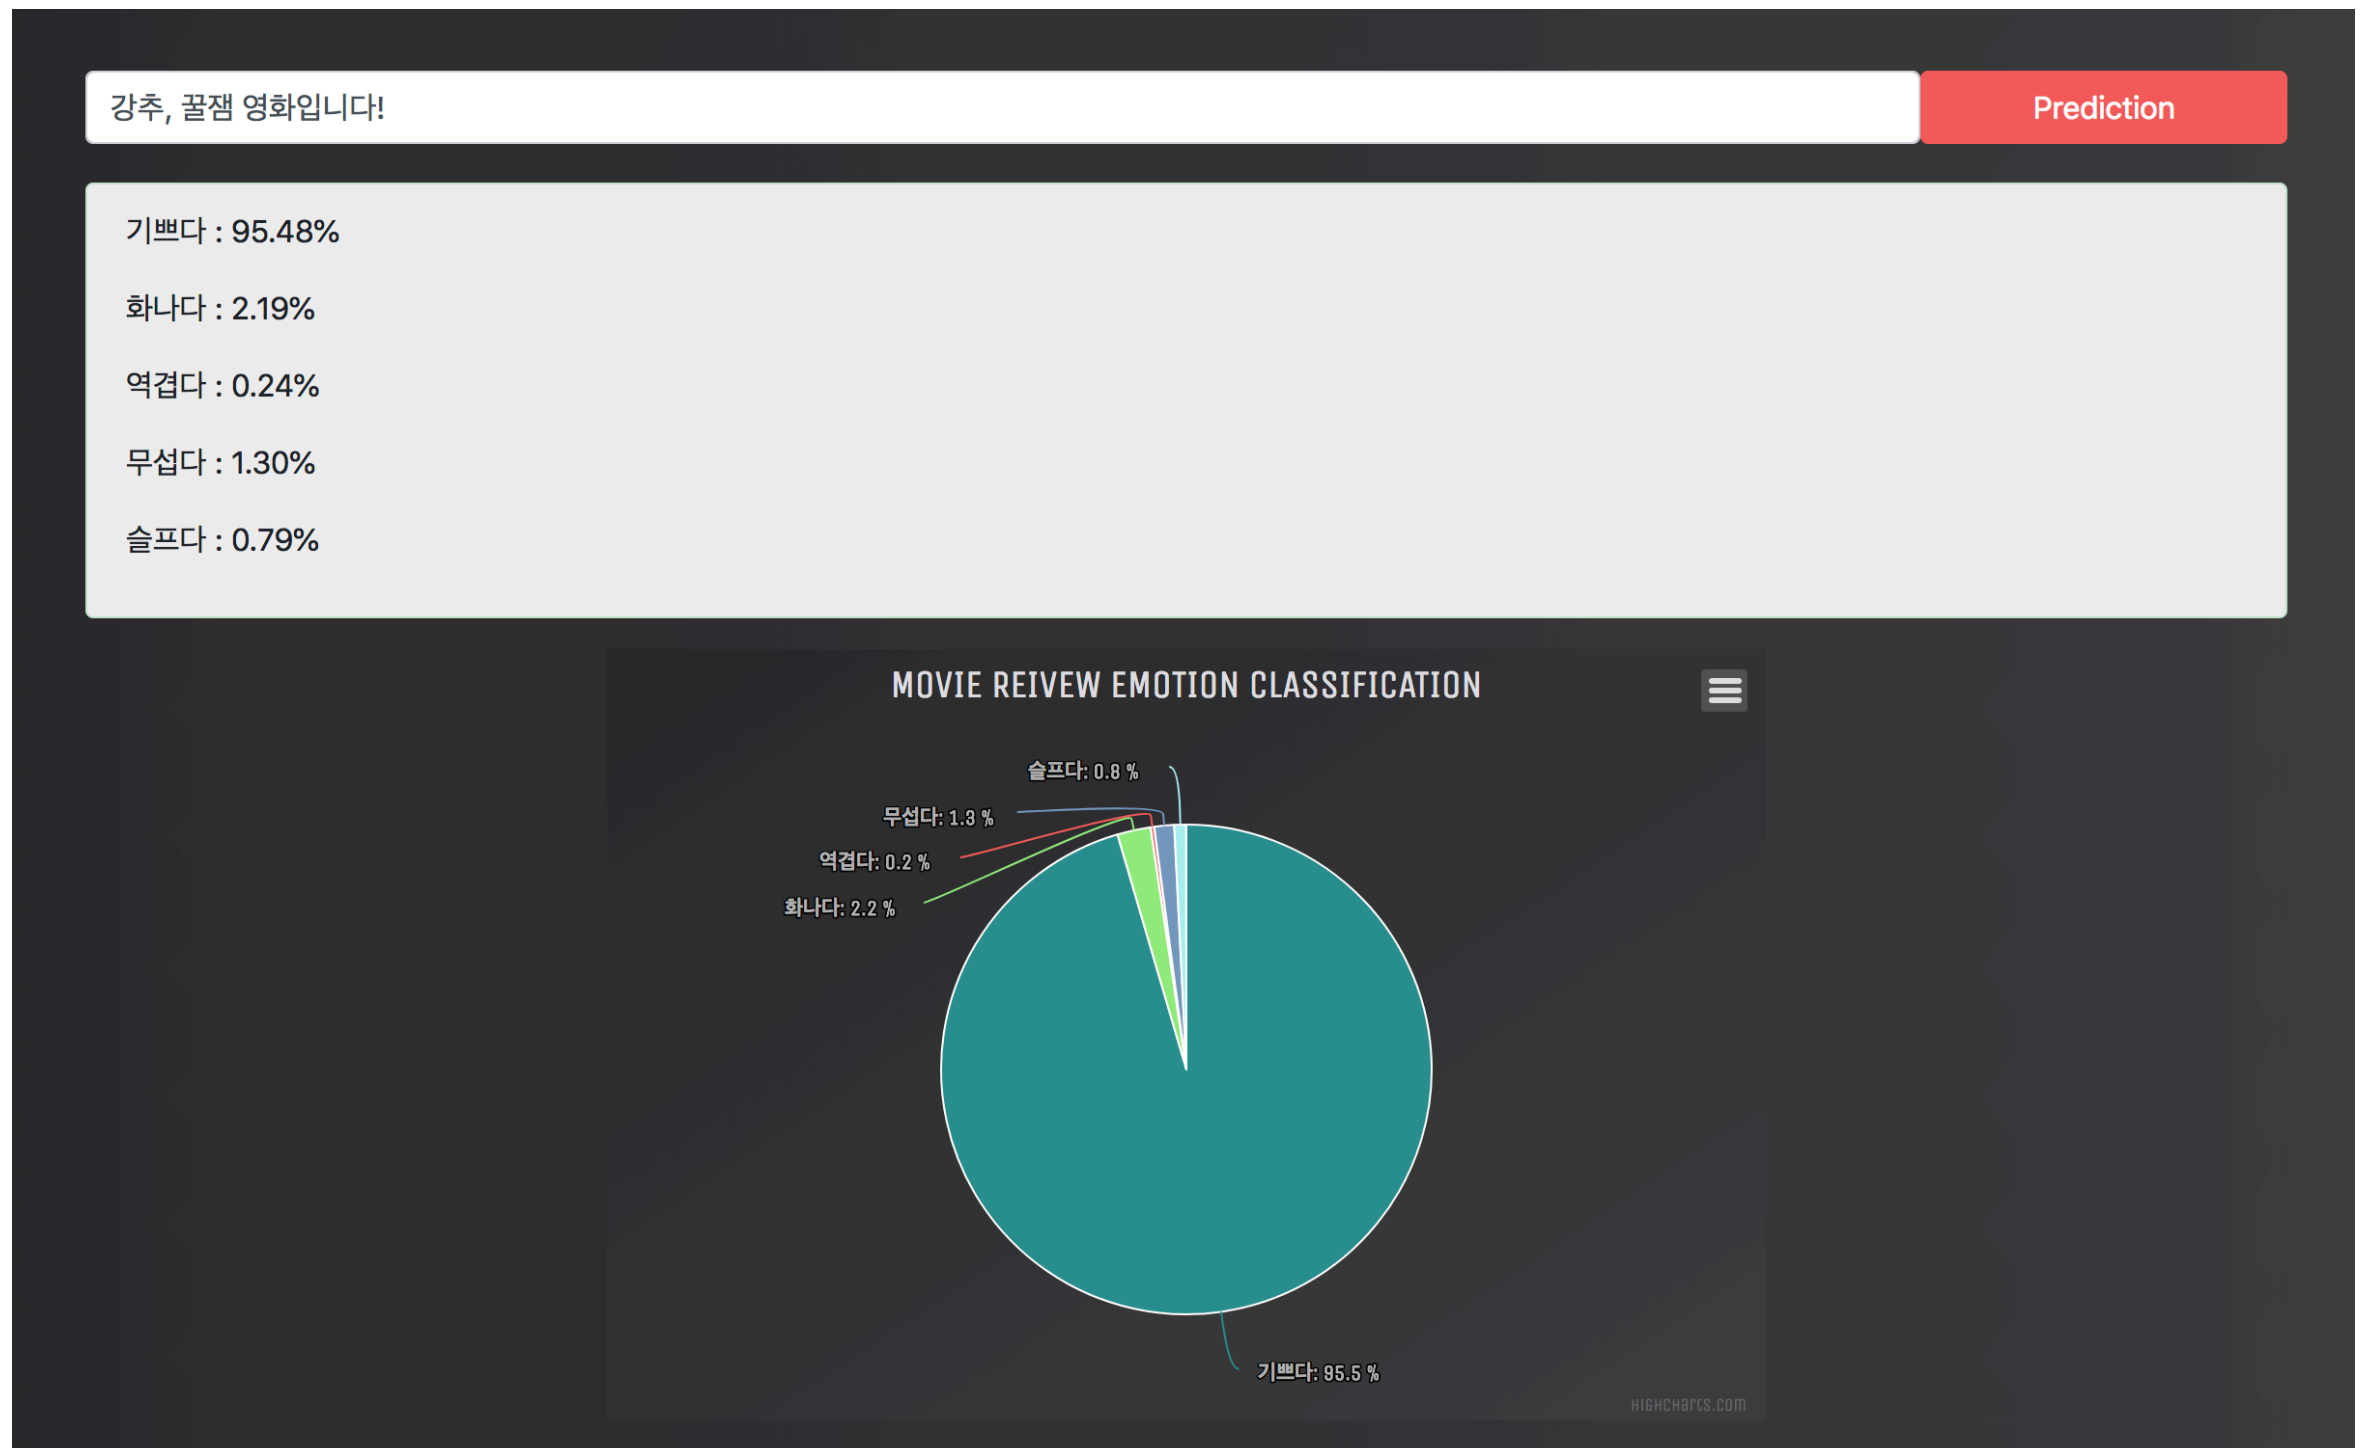 강추, 꿀잼 영화입니다!
Prediction
기쁘다 : 95.48%
화나다 : 2.19%
역겹다 : 0.24%
무섭다 : 1.30%
슬프다 : 0.79%
MOVIE REIVEW EMOTION CLASSIFICATION
슬프다: 0.8 %
무섭다: 1.3 %
역겹다: 0.2 %
화나다: 2.2 %
기쁘다: 95.5 %
Highcharts.com